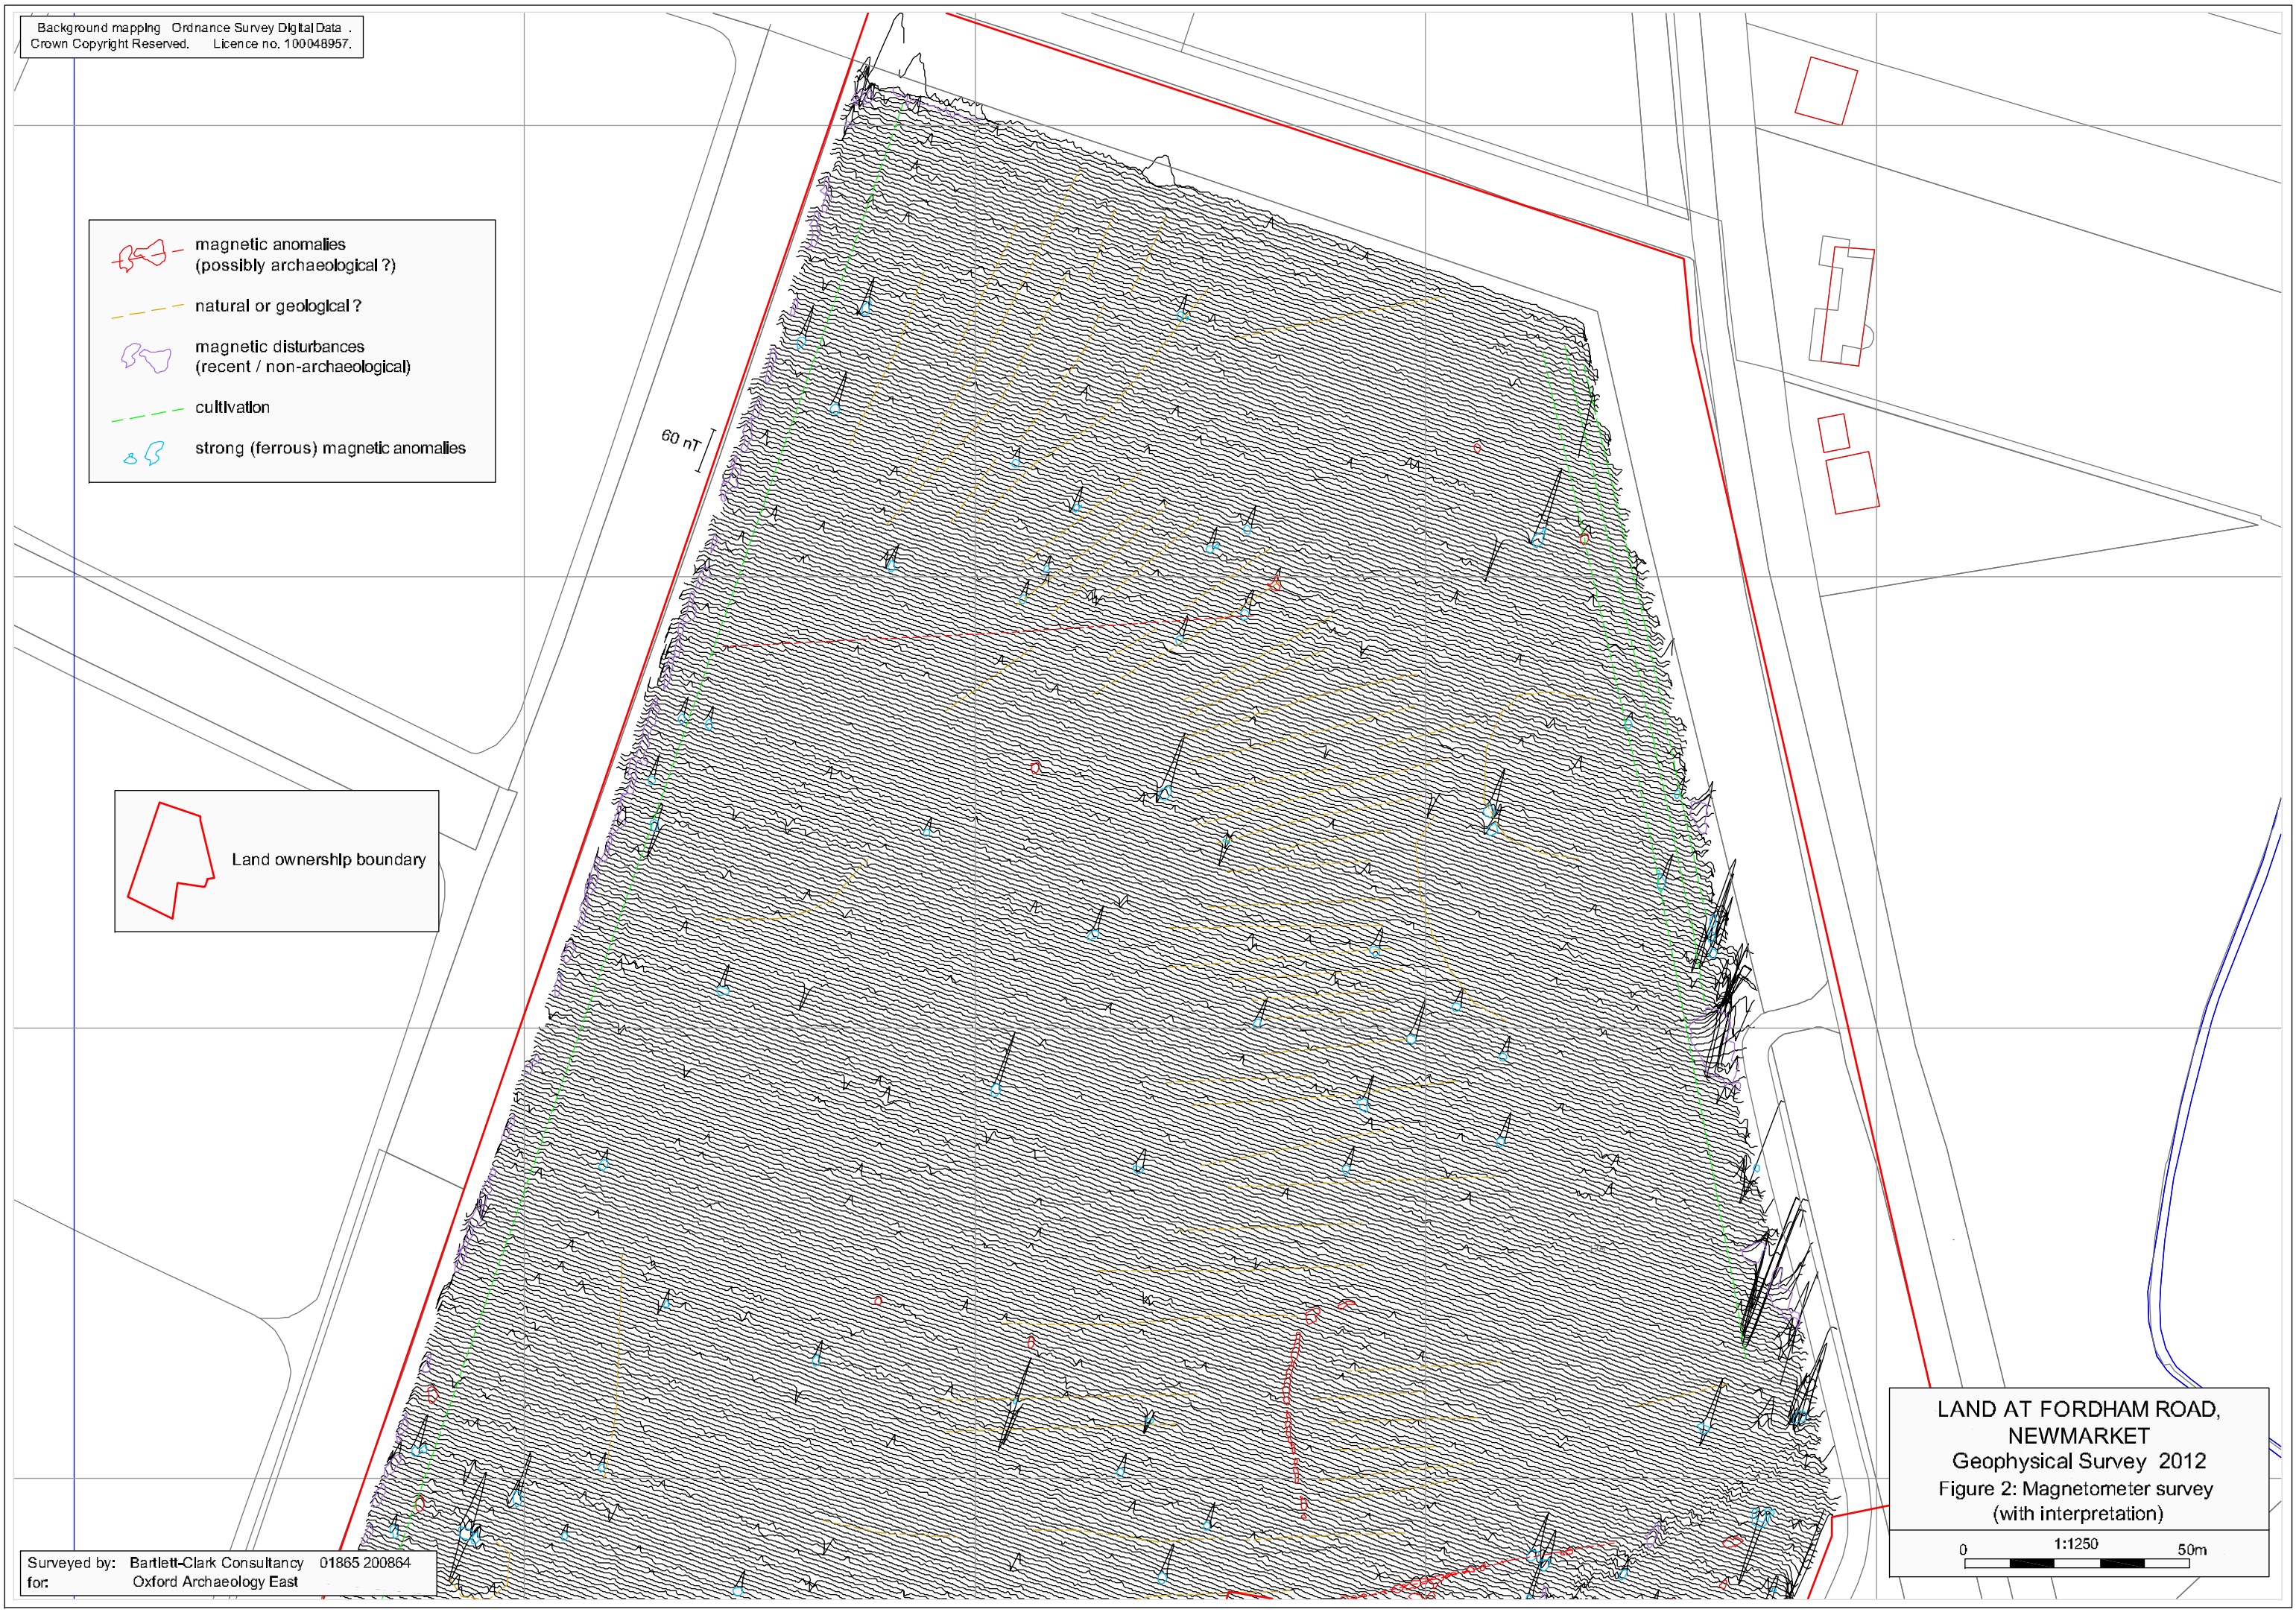 Background mapping Ordnance Survey Digital Data .
Crown Copyright Reserved. Licence no. 100048957.
magnetic anomalies
(possibly archaeological ?)
natural or geological ?
magnetic disturbances
(recent / non-archaeological)
cultivation
strong (ferrous) magnetic anomalies
60 nT
Land ownership boundary
LAND AT FORDHAM ROAD,
NEWMARKET
Geophysical Survey 2012
Figure 2: Magnetometer survey
(with interpretation)
1:1250
0 50m
Surveyed by: Bartlett-Clark Consultancy 01865 200864
for: Oxford Archaeology East